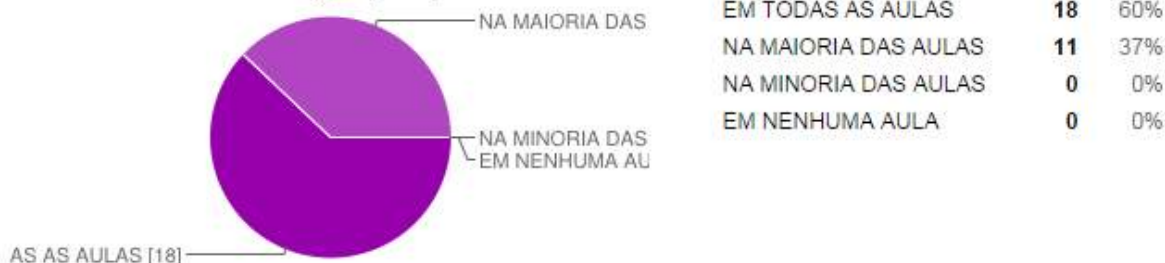 NA MAIORIA DAS
NA MINORIA DAS
EM NENHUMA AU
AS AS AULAS [18]
EM TODAS AS AULAS 18 60%
NA MAIORIA DAS AULAS 11 37%
NA MINORIA DAS AULAS 0 0%
EM NENHUMA AULA 0 0%